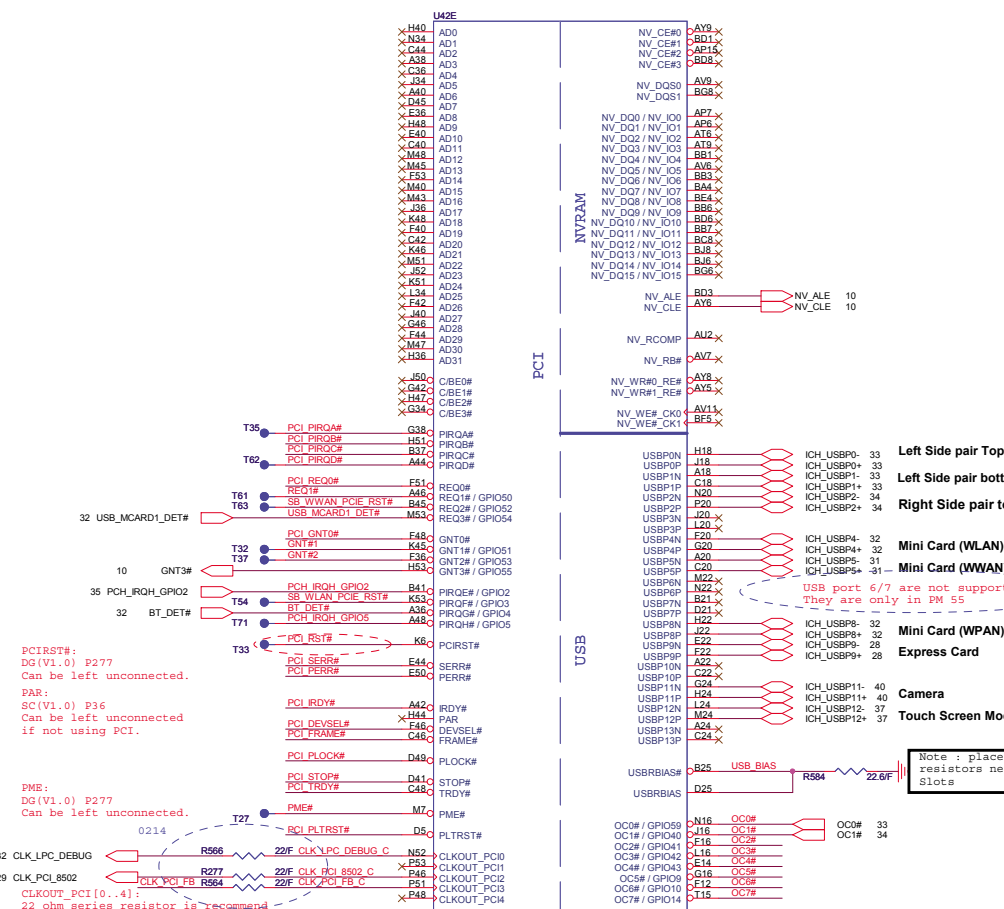 U42E
H40 AD0
N34 AD1
C44 AD2
A38 AD3
C36 AD4
J34 AD5
A40 AD6
D45 AD7
E36 AD8
H48 AD9
E40 AD10
C40 AD11
M48 AD12
M45 AD13
F53 AD14
M40 AD15
M43 AD16
J36 AD17
K48 AD18
F40 AD19
C42 AD20
K46 AD21
M51 AD22
J52 AD23
K51 AD24
L34 AD25
F42 AD26
J40 AD27
G46 AD28
F44 AD29
M47 AD30
H36 AD31
J50 C/BE0#
G42 C/BE1#
H47 C/BE2#
G34 C/BE3#
T35 PCI_PIRQA# G38 PIRQA#
PCI_PIRQB# H51 PIRQB#
PCI_PIRQC# B37 PIRQC#
T62 PCI_PIRQD# A44 PIRQD#
PCI_REQ0# F51 REQ0#
T61 REQ1# A46 REQ1# / GPIO50
T63 SB_WWAN_PCIE_RST# B45 REQ2# / GPIO52
32 USB_MCARD1_DET# USB_MCARD1_DET# M53 REQ3# / GPIO54
PCI_GNT0# F48 GNT0#
T32 GNT#1 K45 GNT1# / GPIO51
T37 GNT#2 F36 GNT2# / GPIO53
10 GNT3# H53 GNT3# / GPIO55
35 PCH_IRQH_GPIO2 PCH_IRQH_GPIO2 B41 PIRQE# / GPIO2
T54 SB_WLAN_PCIE_RST# K53 PIRQF# / GPIO3
32 BT_DET# BT_DET# A36 PIRQG# / GPIO4
T71 PCH_IRQH_GPIO5 A48 PIRQH# / GPIO5
T33 PCI_RST# K6 PCIRST#
PCI_SERR# E44 SERR#
PCI_PERR# E50 PERR#
PCI_IRDY# A42 IRDY#
H44 PAR
PCI_DEVSEL# F46 DEVSEL#
PCI_FRAME# C46 FRAME#
PCI_PLOCK# D49 PLOCK#
PCI_STOP# D41 STOP#
PCI_TRDY# C48 TRDY#
T27 PME# M7 PME#
PCI_PLTRST# D5 PLTRST#
CLK_LPC_DEBUG R566 22/F CLK_LPC_DEBUG_C N52 CLKOUT_PCI0
P53 CLKOUT_PCI1
CLK_PCI_8502 R277 22/F CLK_PCI_8502_C P46 CLKOUT_PCI2
CLK_PCI_FB R564 22/F CLK_PCI_FB_C P51 CLKOUT_PCI3
P48 CLKOUT_PCI4
PCIRST#:
DG(V1.0) P277
Can be left unconnected.
PAR:
SC(V1.0) P36
Can be left unconnected
if not using PCI.
PME:
DG(V1.0) P277
Can be left unconnected.
0214
CLKOUT_PCI[0..4]:
22 ohm series resistor is recommend
PCI
NVRAM
USB
NV_CE#0 AY9
NV_CE#1 BD1
NV_CE#2 AP15
NV_CE#3 BD8
NV_DQS0 AV9
NV_DQS1 BG8
NV_DQ0 / NV_IO0 AP7
NV_DQ1 / NV_IO1 AP6
NV_DQ2 / NV_IO2 AT6
NV_DQ3 / NV_IO3 AT9
NV_DQ4 / NV_IO4 BB1
NV_DQ5 / NV_IO5 AV6
NV_DQ6 / NV_IO6 BB3
NV_DQ7 / NV_IO7 BA4
NV_DQ8 / NV_IO8 BE4
NV_DQ9 / NV_IO9 BB6
NV_DQ10 / NV_IO10 BD6
NV_DQ11 / NV_IO11 BB7
NV_DQ12 / NV_IO12 BC8
NV_DQ13 / NV_IO13 BJ8
NV_DQ14 / NV_IO14 BJ6
NV_DQ15 / NV_IO15 BG6
NV_ALE BD3 NV_ALE 10
NV_CLE AY6 NV_CLE 10
NV_RCOMP AU2
NV_RB# AV7
NV_WR#0_RE# AY8
NV_WR#1_RE# AY5
NV_WE#_CK0 AV11
NV_WE#_CK1 BF5
USBP0N H18 ICH_USBP0- 33 Left Side pair Top
USBP0P J18 ICH_USBP0+ 33
USBP1N A18 ICH_USBP1- 33 Left Side pair bott
USBP1P C18 ICH_USBP1+ 33
USBP2N N20 ICH_USBP2- 34 Right Side pair t
USBP2P P20 ICH_USBP2+ 34
USBP3N J20
USBP3P L20
USBP4N F20 ICH_USBP4- 32 Mini Card (WLAN)
USBP4P G20 ICH_USBP4+ 32
USBP5N A20 ICH_USBP5- 31 Mini Card (WWAN)
USBP5P C20 ICH_USBP5+ 31
USBP6N M22
USBP6P N22
USBP7N B21
USBP7P D21
USB port 6/7 are not support
They are only in PM 55
USBP8N H22 ICH_USBP8- 32 Mini Card (WPAN)
USBP8P J22 ICH_USBP8+ 32
USBP9N E22 ICH_USBP9- 28 Express Card
USBP9P F22 ICH_USBP9+ 28
USBP10N A22
USBP10P C22
USBP11N G24 ICH_USBP11- 40 Camera
USBP11P H24 ICH_USBP11+ 40
USBP12N L24 ICH_USBP12- 37 Touch Screen Mo
USBP12P M24 ICH_USBP12+ 37
USBP13N A24
USBP13P C24
USBRBIAS# B25 USB_BIAS R584 22.6/F
USBRBIAS D25
Note : place
resistors ne
Slots
OC0# / GPIO59 N16 OC0# OC0# 33
OC1# / GPIO40 J16 OC1# OC1# 34
OC2# / GPIO41 F16 OC2#
OC3# / GPIO42 L16 OC3#
OC4# / GPIO43 E14 OC4#
OC5# / GPIO9 G16 OC5#
OC6# / GPIO10 F12 OC6#
OC7# / GPIO14 T15 OC7#